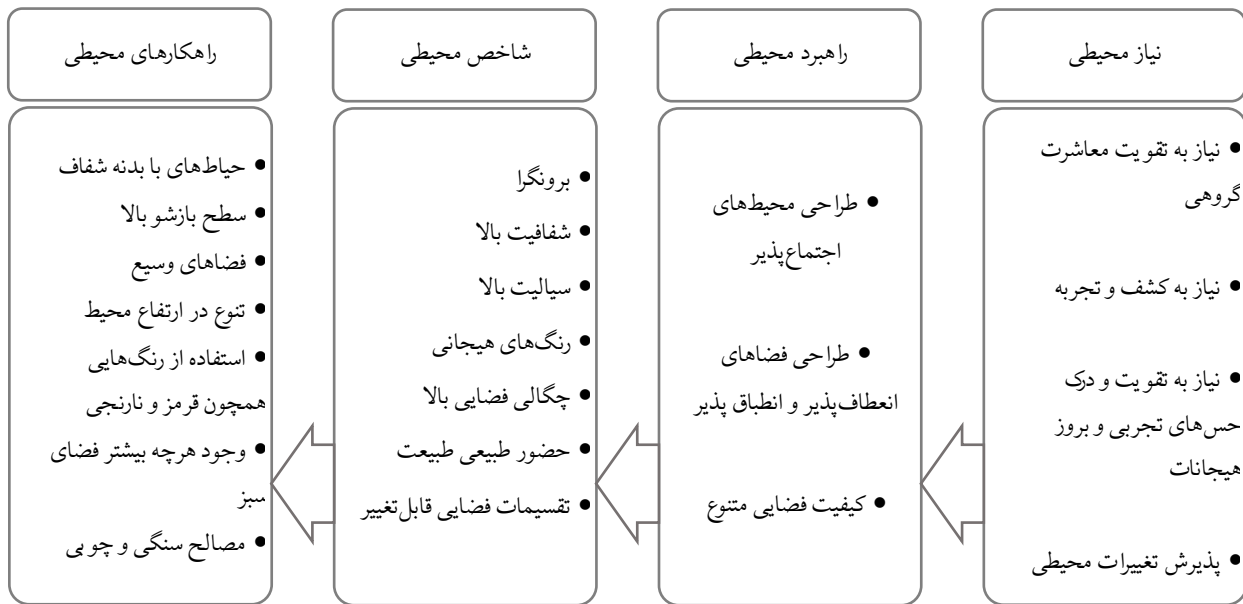 نیاز محیطی
● نیاز به تقویت معاشرت
گروهی
● نیاز به کشف و تجربه
● نیاز به تقویت و درک
حس‌های تجربی و بروز
هیجانات
● پذیرش تغییرات محیطی
راهبرد محیطی
● طراحی محیط‌های
اجتماع‌پذیر
● طراحی فضاهای
انعطاف‌پذیر و انطباق پذیر
● کیفیت فضایی متنوع
شاخص محیطی
● برونگرا
● شفافیت بالا
● سیالیت بالا
● رنگ‌های هیجانی
● چگالی فضایی بالا
● حضور طبیعی طبیعت
● تقسیمات فضایی قابل‌تغییر
راهکارهای محیطی
● حیاط‌های با بدنه شفاف
● سطح بازشو بالا
● فضاهای وسیع
● تنوع در ارتفاع محیط
● استفاده از رنگ‌هایی
همچون قرمز و نارنجی
● وجود هرچه بیشتر فضای
سبز
● مصالح سنگی و چوبی